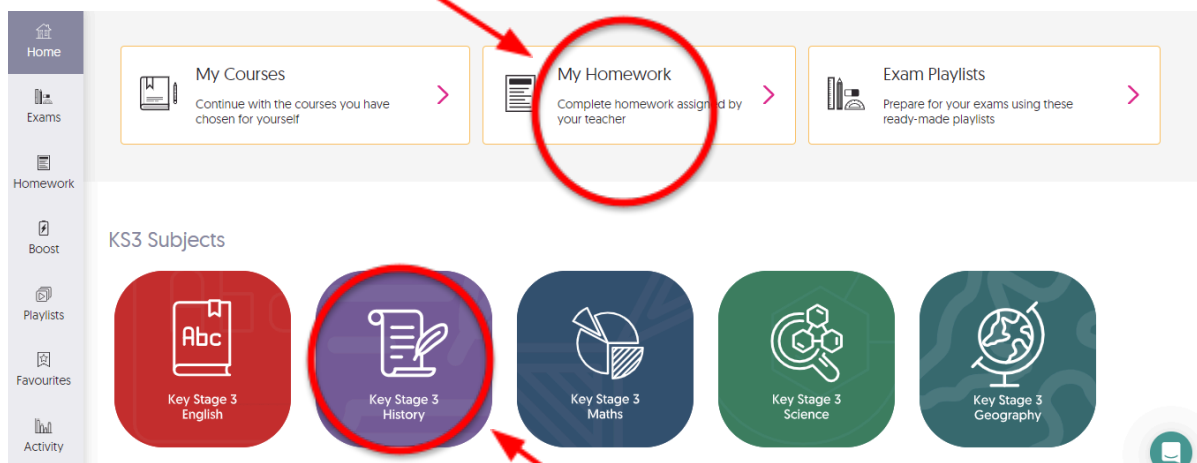 Home
Exams
Homework
Boost
Playlists
Favourites
Activity
My Courses
Continue with the courses you have
chosen for yourself
My Homework
Complete homework assigned by
your teacher
Exam Playlists
Prepare for your exams using these
ready-made playlists
KS3 Subjects
Abc
Key Stage 3
English
Key Stage 3
History
Key Stage 3
Maths
Key Stage 3
Science
Key Stage 3
Geography